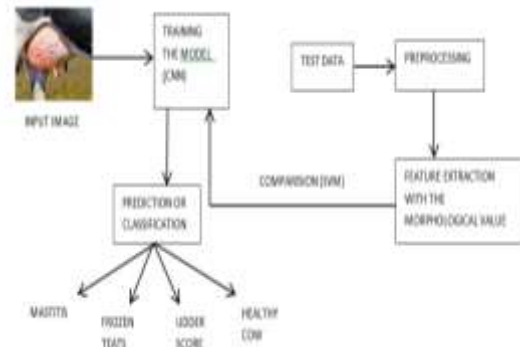 TRAINING
THE MODEL
(CNN)
INPUT IMAGE
TEST DATA
PREPROCESSING
COMPARISION (SVM)
FEATURE EXTRACTION
WITH THE
MORPHOLOGICAL VALUE
PREDICTION OR
CLASSIFICATION
MASTITIS
FROZEN
TEATS
UDDER
SCORE
HEALTHY
COW